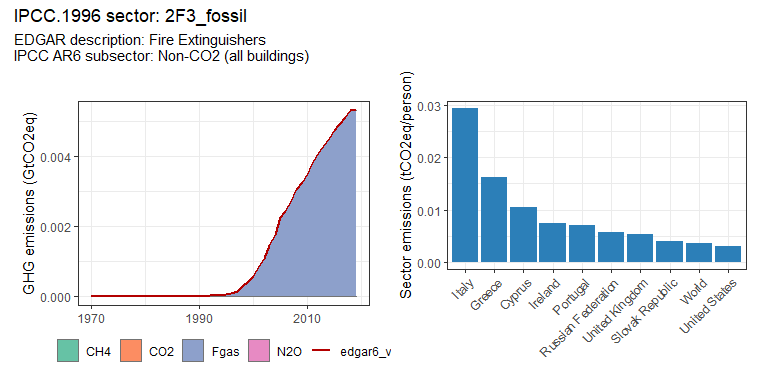 IPCC.1996 sector: 2F3_fossil
EDGAR description: Fire Extinguishers
IPCC AR6 subsector: Non-CO2 (all buildings)
GHG emissions (GtCO2eq)
0.004
0.002
0.000
1970
1990
2010
CH4
CO2
Fgas
N2O
edgar6_v
Sector emissions (tCO2eq/person)
0.03
0.02
0.01
0.00
Italy
Greece
Cyprus
Ireland
Portugal
Russian Federation
United Kingdom
Slovak Republic
World
United States